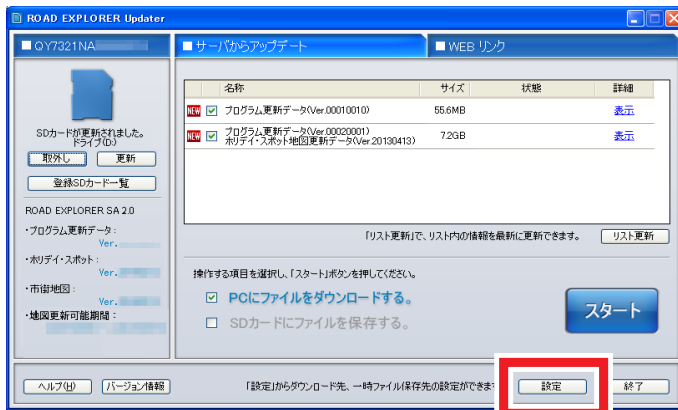 ROAD EXPLORER Updater
QY7321NA
サーバからアップデート
WEB リンク
SDカードが更新されました。
ドライブ(D:)
取外し 更新
登録SDカード一覧
ROAD EXPLORER SA 2.0
・プログラム更新データ：
Ver.
・ホリデイ・スポット：
Ver.
・市街地図：
Ver.
・地図更新可能期間：
名称 サイズ 状態 詳細
NEW プログラム更新データ(Ver.00010010) 55.6MB 表示
NEW プログラム更新データ(Ver.00020001)
ホリデイ・スポット地図更新データ(Ver.20130413) 7.2GB 表示
「リスト更新」で、リスト内の情報を最新に更新できます。 リスト更新
操作する項目を選択し、「スタート」ボタンを押してください。
PCにファイルをダウンロードする。
SDカードにファイルを保存する。
スタート
ヘルプ(H) バージョン情報 「設定」からダウンロード先、一時ファイル保存先の設定ができま 設定 終了